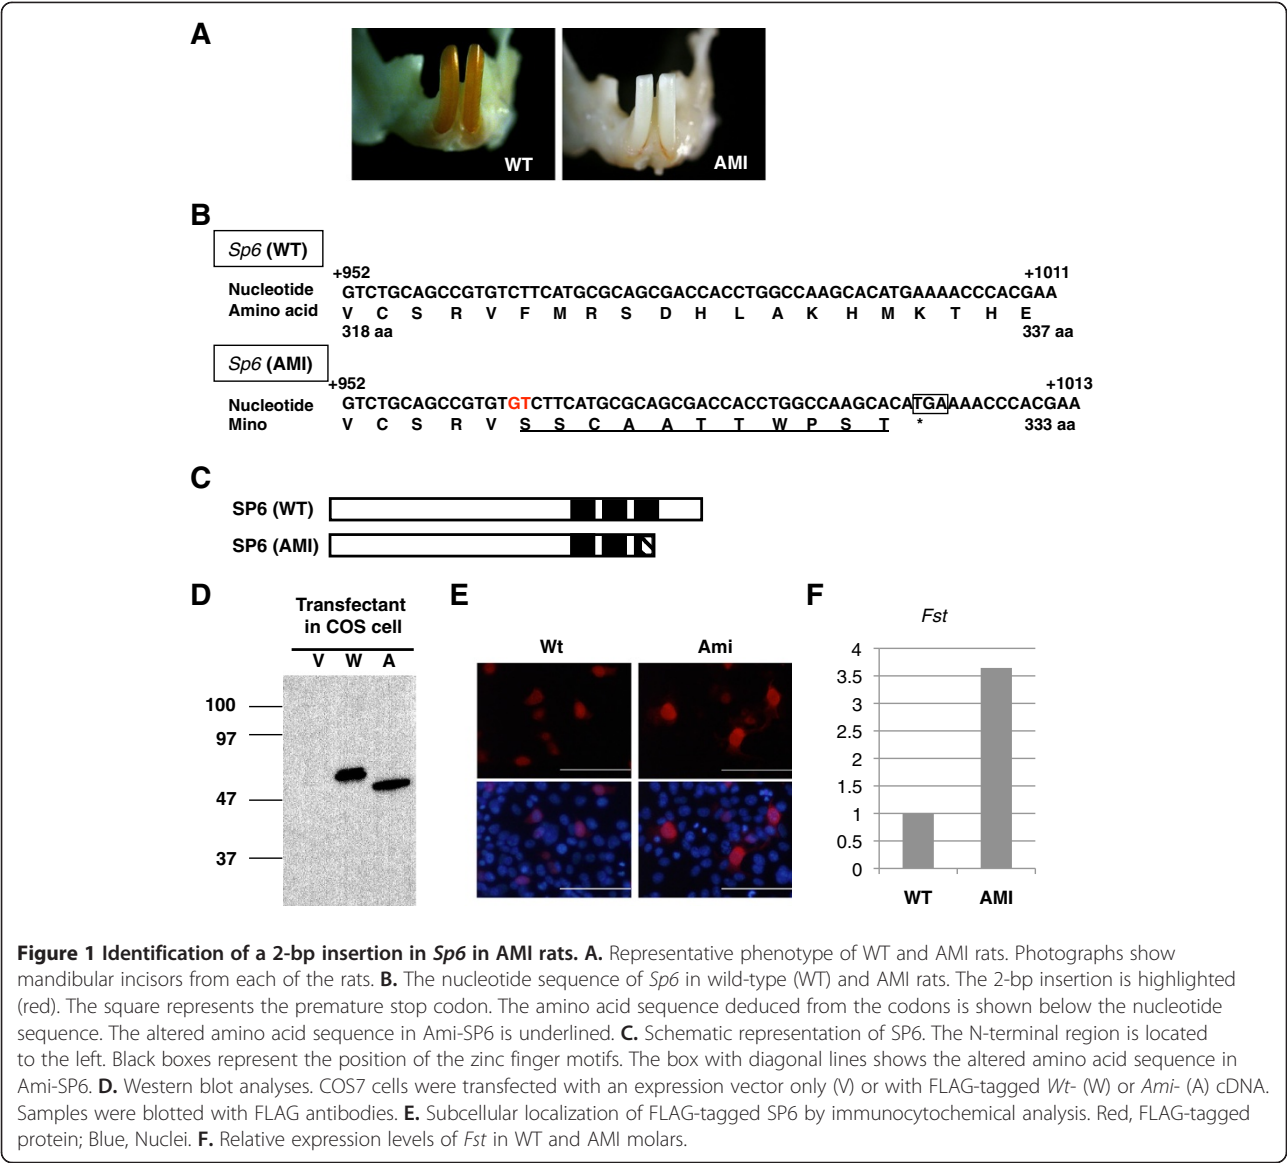 A
WT
AMI
B
Sp6 (WT)
+952 +1011
Nucleotide GTCTGCAGCCGTGTCTTCATGCGCAGCGACCACCTGGCCAAGCACATGAAAACCCACGAA
Amino acid V C S R V F M R S D H L A K H M K T H E
318 aa 337 aa
Sp6 (AMI)
+952 +1013
Nucleotide GTCTGCAGCCGTGTGTCTTCATGCGCAGCGACCACCTGGCCAAGCACATGAAAACCCACGAA
Mino V C S R V S S C A A T T W P S T * 333 aa
C
SP6 (WT)
SP6 (AMI)
D
Transfectant
in COS cell
V W A
100
97
47
37
E
Wt Ami
F
Fst
4
3.5
3
2.5
2
1.5
1
0.5
0
WT AMI
Figure 1 Identification of a 2-bp insertion in Sp6 in AMI rats. A. Representative phenotype of WT and AMI rats. Photographs show
mandibular incisors from each of the rats. B. The nucleotide sequence of Sp6 in wild-type (WT) and AMI rats. The 2-bp insertion is highlighted
(red). The square represents the premature stop codon. The amino acid sequence deduced from the codons is shown below the nucleotide
sequence. The altered amino acid sequence in Ami-SP6 is underlined. C. Schematic representation of SP6. The N-terminal region is located
to the left. Black boxes represent the position of the zinc finger motifs. The box with diagonal lines shows the altered amino acid sequence in
Ami-SP6. D. Western blot analyses. COS7 cells were transfected with an expression vector only (V) or with FLAG-tagged Wt- (W) or Ami- (A) cDNA.
Samples were blotted with FLAG antibodies. E. Subcellular localization of FLAG-tagged SP6 by immunocytochemical analysis. Red, FLAG-tagged
protein; Blue, Nuclei. F. Relative expression levels of Fst in WT and AMI molars.